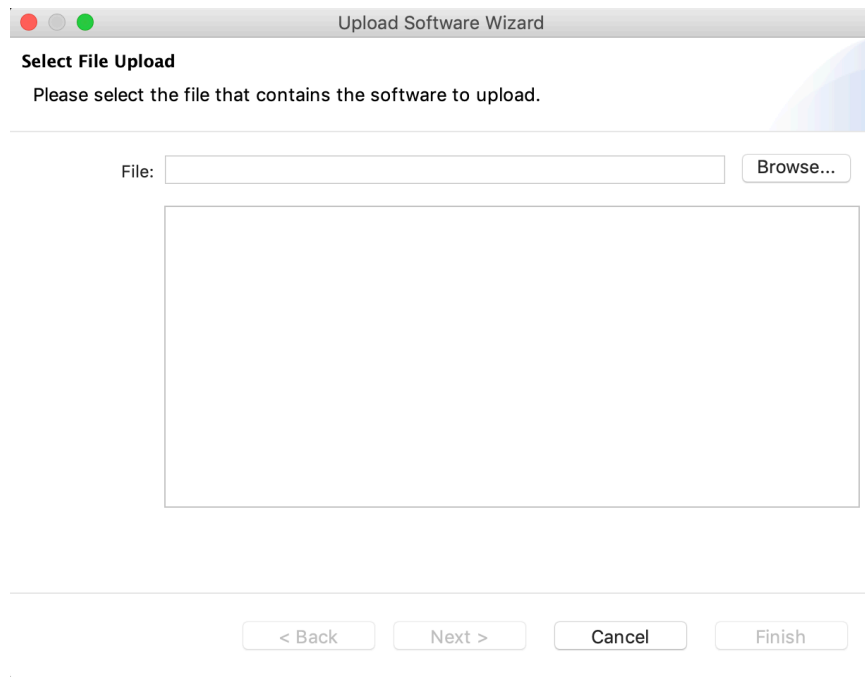 Upload Software Wizard
Select File Upload
Please select the file that contains the software to upload.
File:
Browse...
< Back
Next >
Cancel
Finish